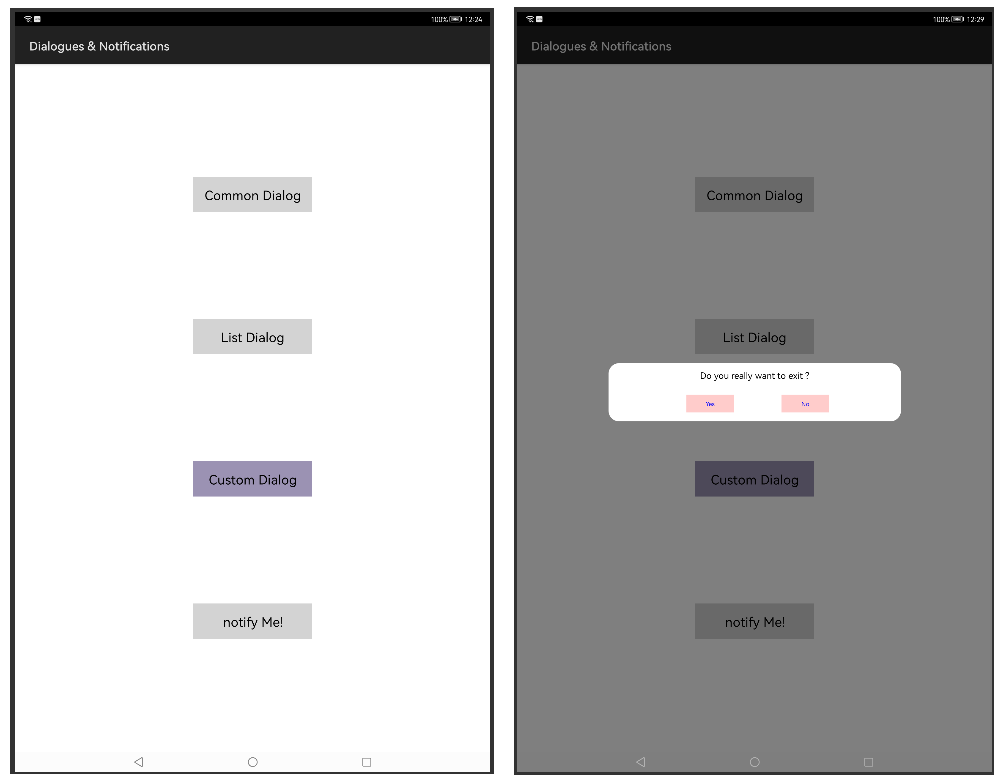 100% 12:24
Dialogues & Notifications
Common Dialog
List Dialog
Custom Dialog
notify Me!
100% 12:29
Dialogues & Notifications
Common Dialog
List Dialog
Do you really want to exit ?
Yes No
Custom Dialog
notify Me!